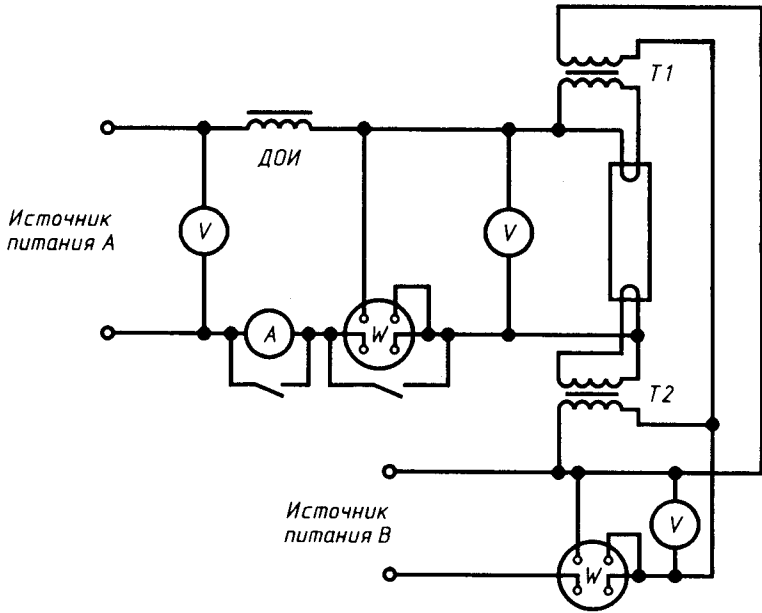 T1
ДОИ
Источник
питания А
V
V
A
W
T2
Источник
питания В
V
W